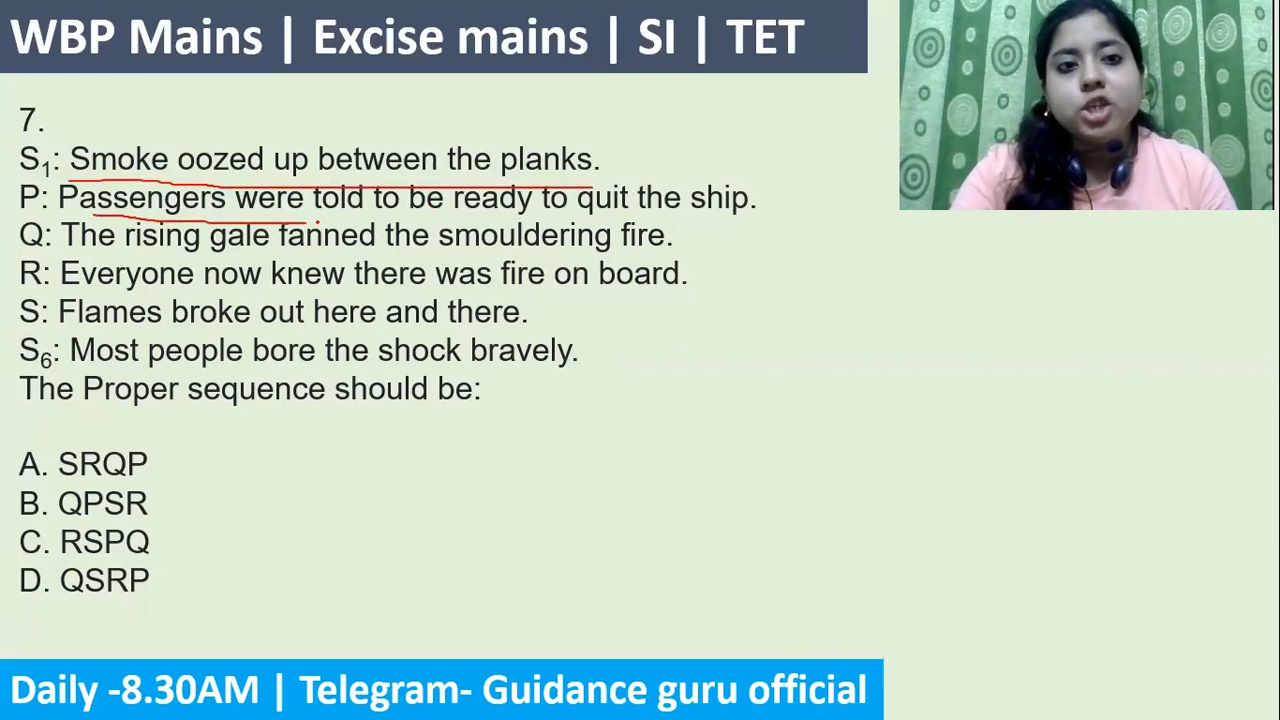 WBP Mains | Excise mains | SI | TET
7.
S₁: Smoke oozed up between the planks.
P: Passengers were told to be ready to quit the ship.
Q: The rising gale fanned the smouldering fire.
R: Everyone now knew there was fire on board.
S: Flames broke out here and there.
S₆: Most people bore the shock bravely.
The Proper sequence should be:
A. SRQP
B. QPSR
C. RSPQ
D. QSRP
Daily -8.30AM | Telegram- Guidance guru official